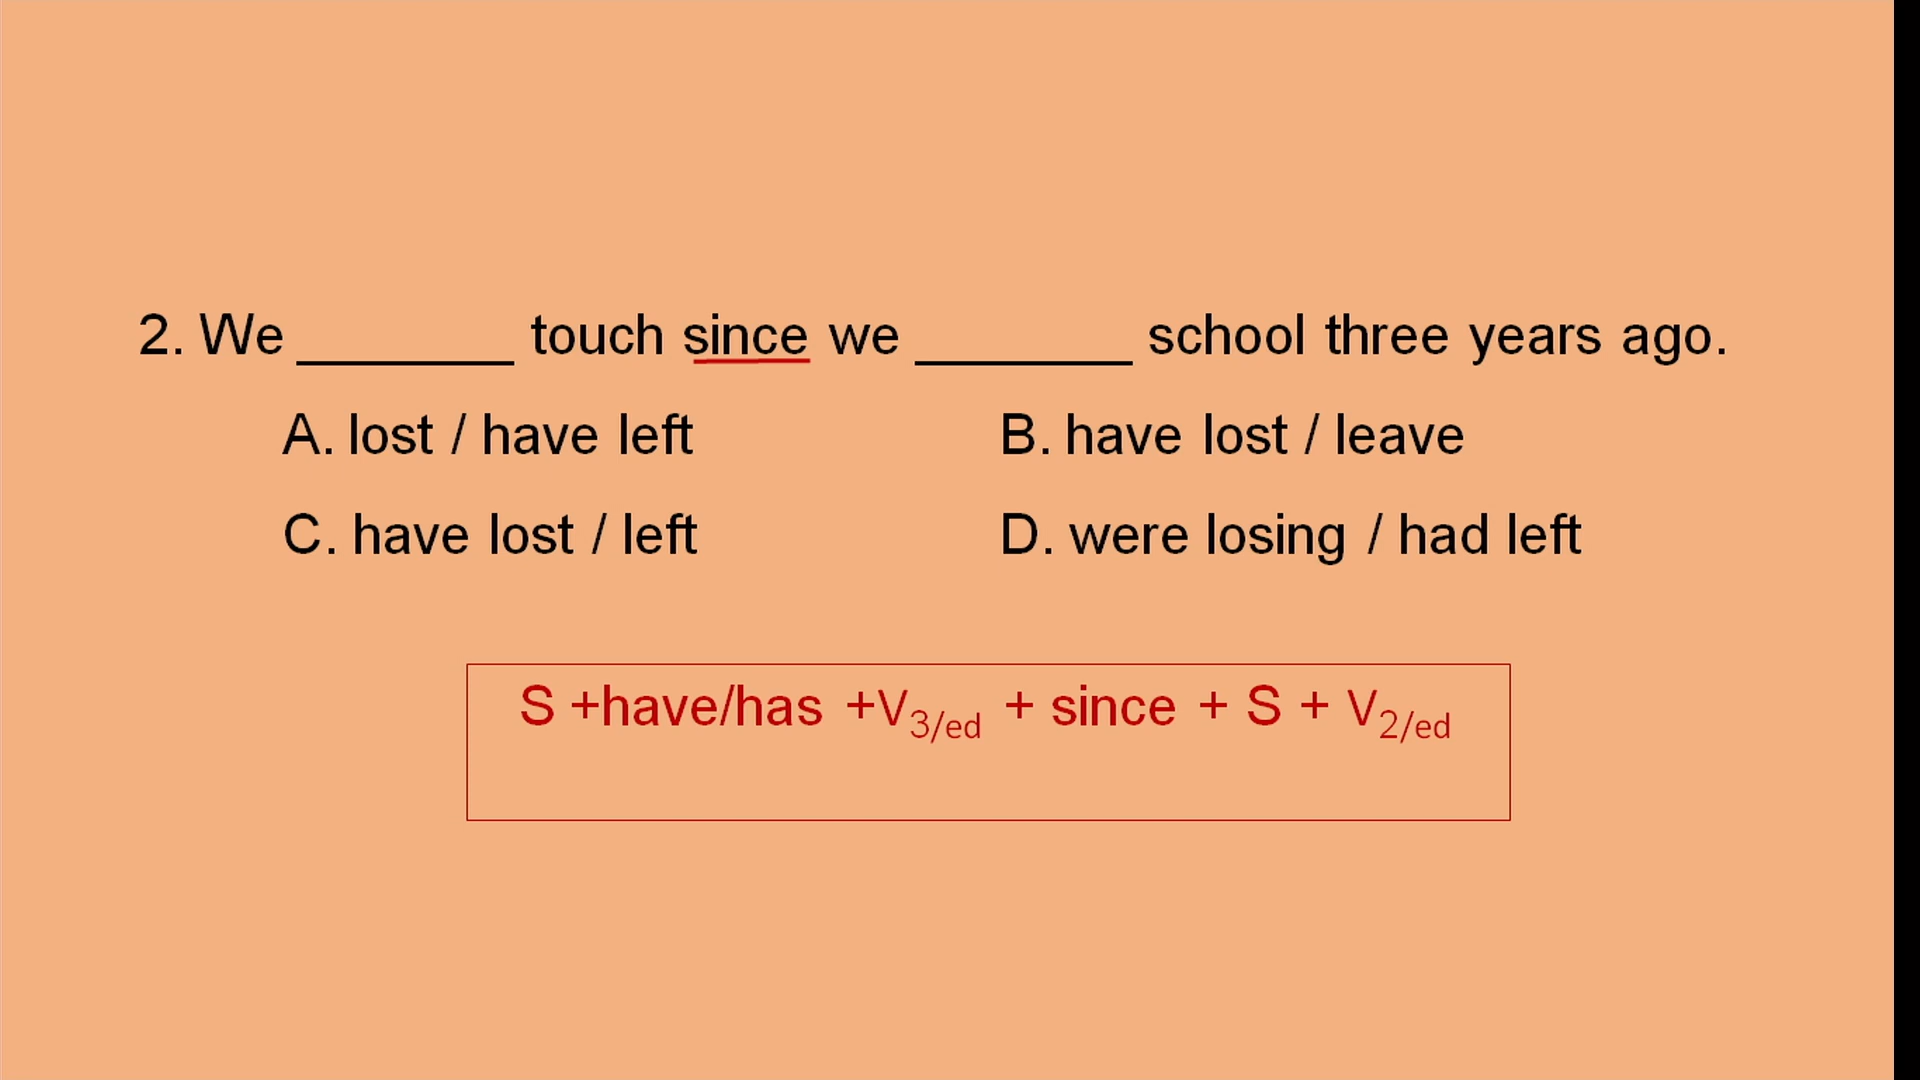 2. We _______ touch since we _______ school three years ago.
A. lost / have left B. have lost / leave
C. have lost / left D. were losing / had left
S +have/has +V3/ed + since + S + V2/ed